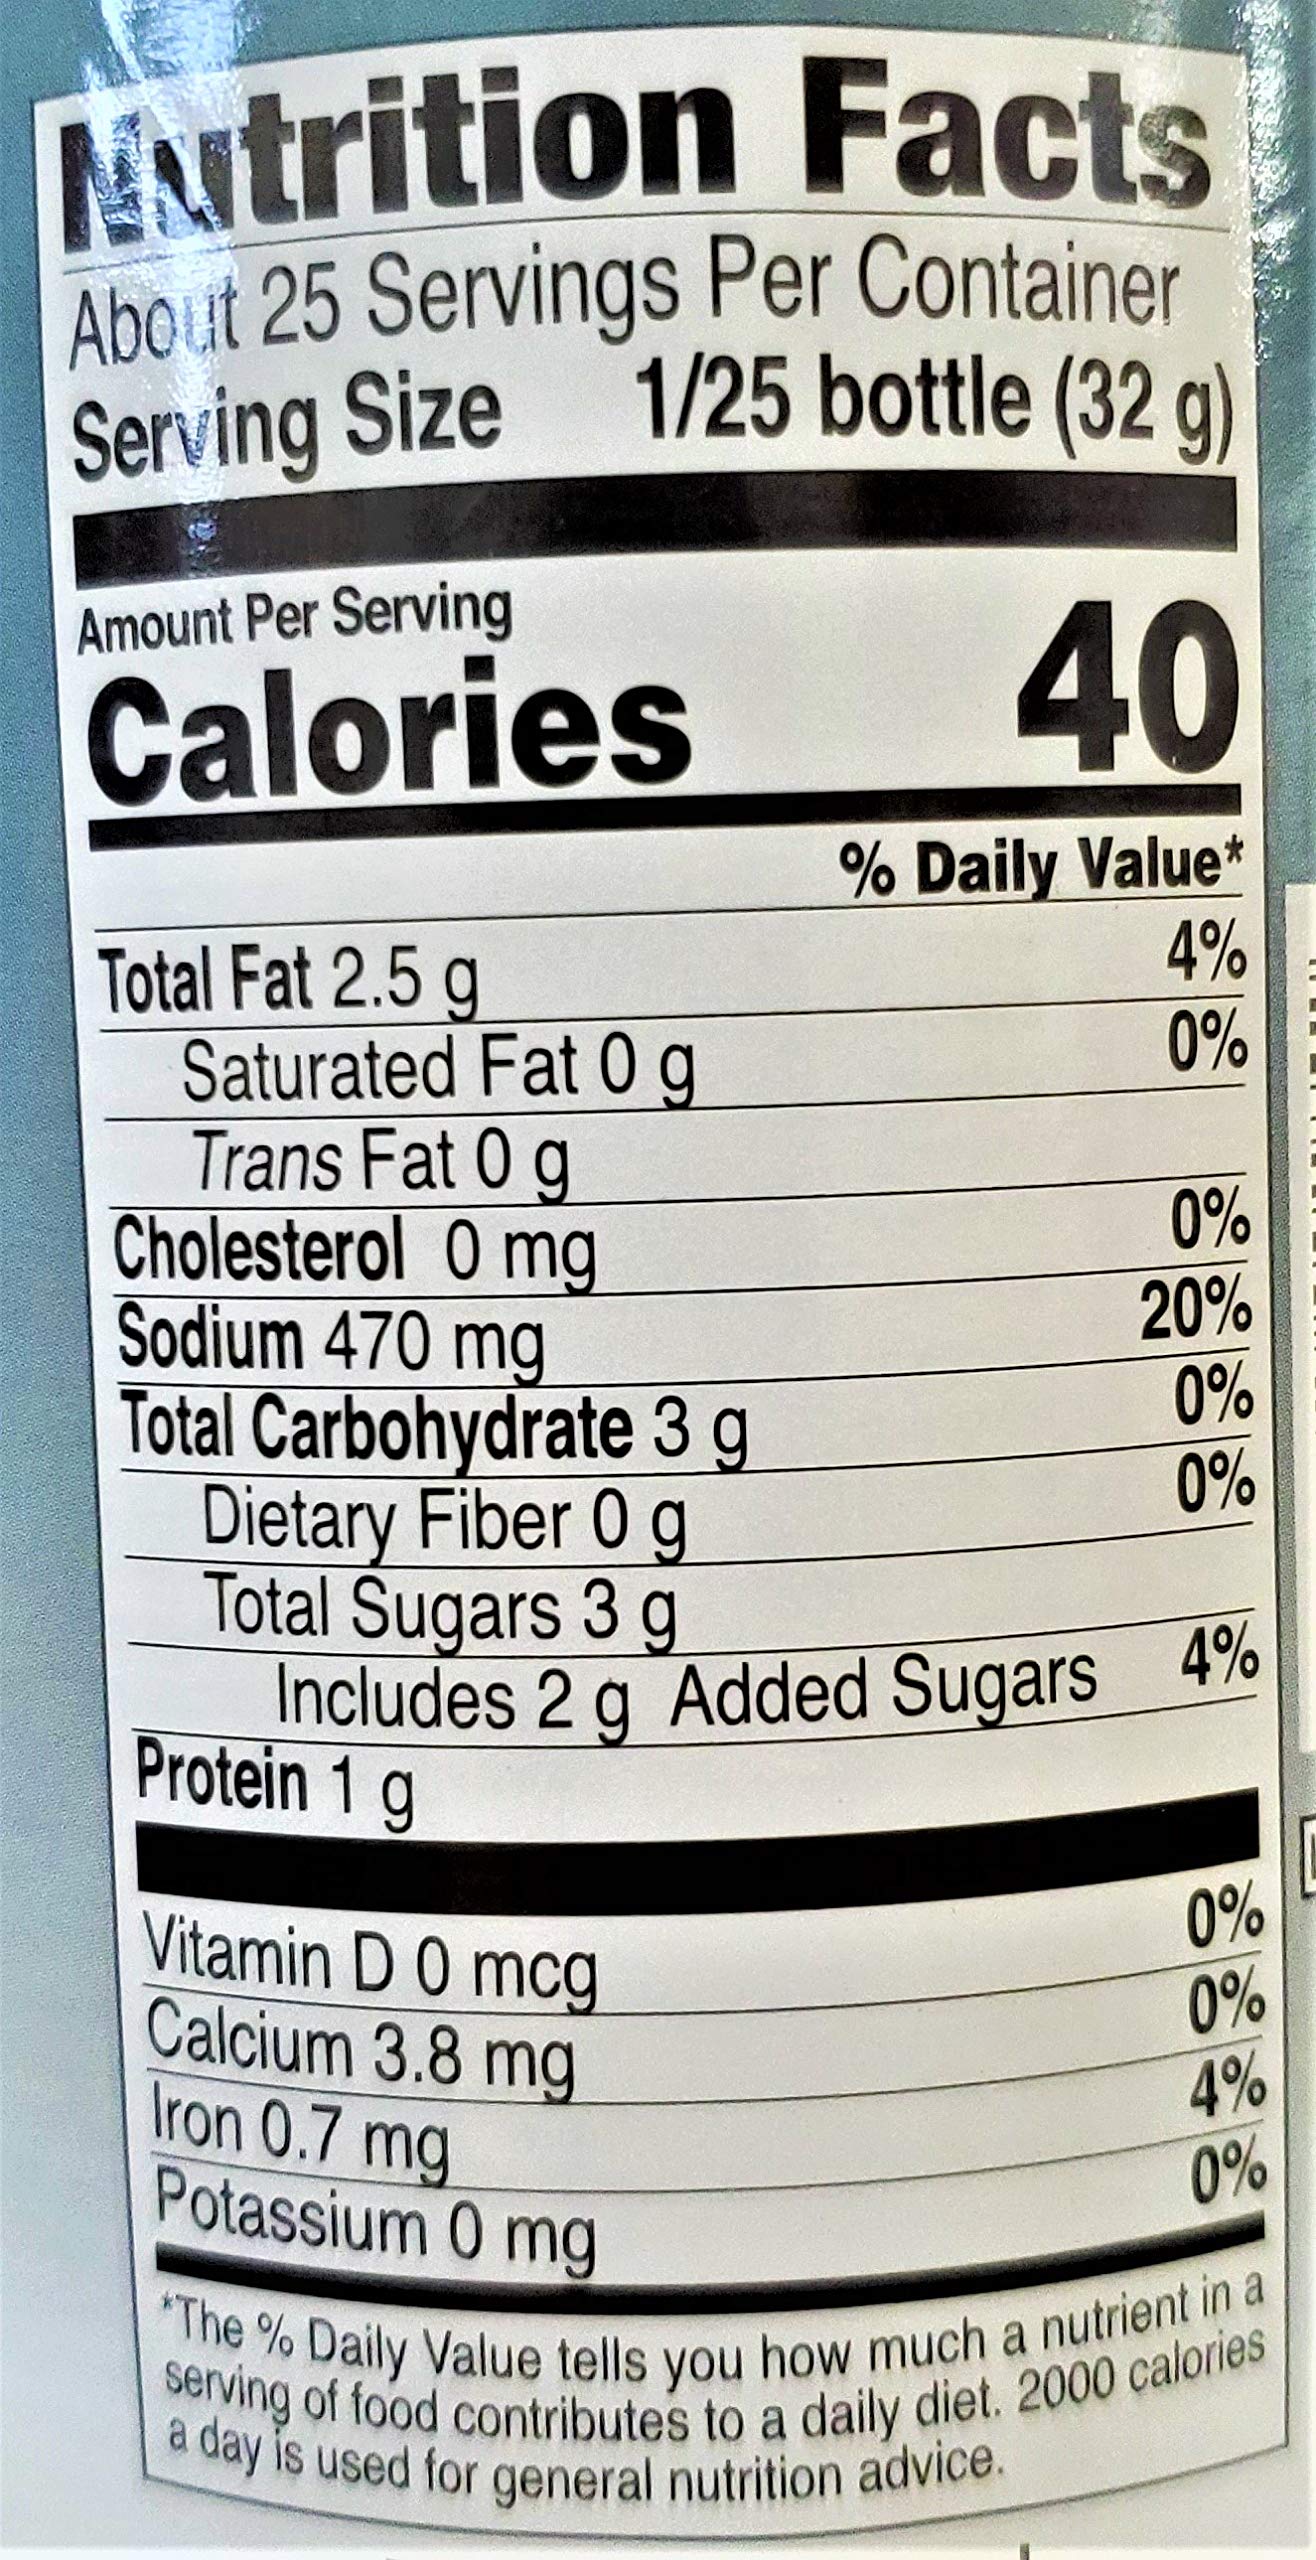 Nutrition Facts
About 25 Servings Per Container
Serving Size 1/25 bottle (32 g)
Amount Per Serving
Calories 40
% Daily Value*
Total Fat 2.5 g 4%
Saturated Fat 0 g 0%
Trans Fat 0 g
Cholesterol 0 mg 0%
Sodium 470 mg 20%
Total Carbohydrate 3 g 0%
Dietary Fiber 0 g 0%
Total Sugars 3 g
Includes 2 g Added Sugars 4%
Protein 1 g
Vitamin D 0 mcg 0%
Calcium 3.8 mg 0%
Iron 0.7 mg 4%
Potassium 0 mg 0%
*The % Daily Value tells you how much a nutrient in a
serving of food contributes to a daily diet. 2000 calories
a day is used for general nutrition advice.